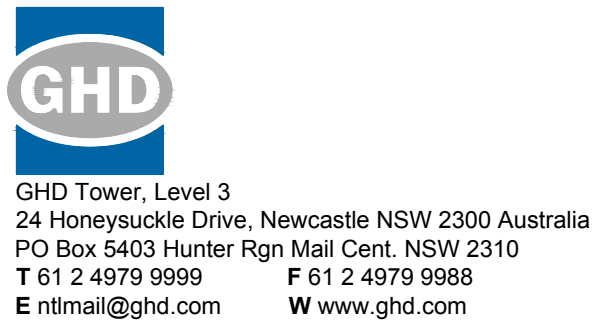 GHD
GHD Tower, Level 3
24 Honeysuckle Drive, Newcastle NSW 2300 Australia
PO Box 5403 Hunter Rgn Mail Cent. NSW 2310
T 61 2 4979 9999 F 61 2 4979 9988
E ntlmail@ghd.com W www.ghd.com